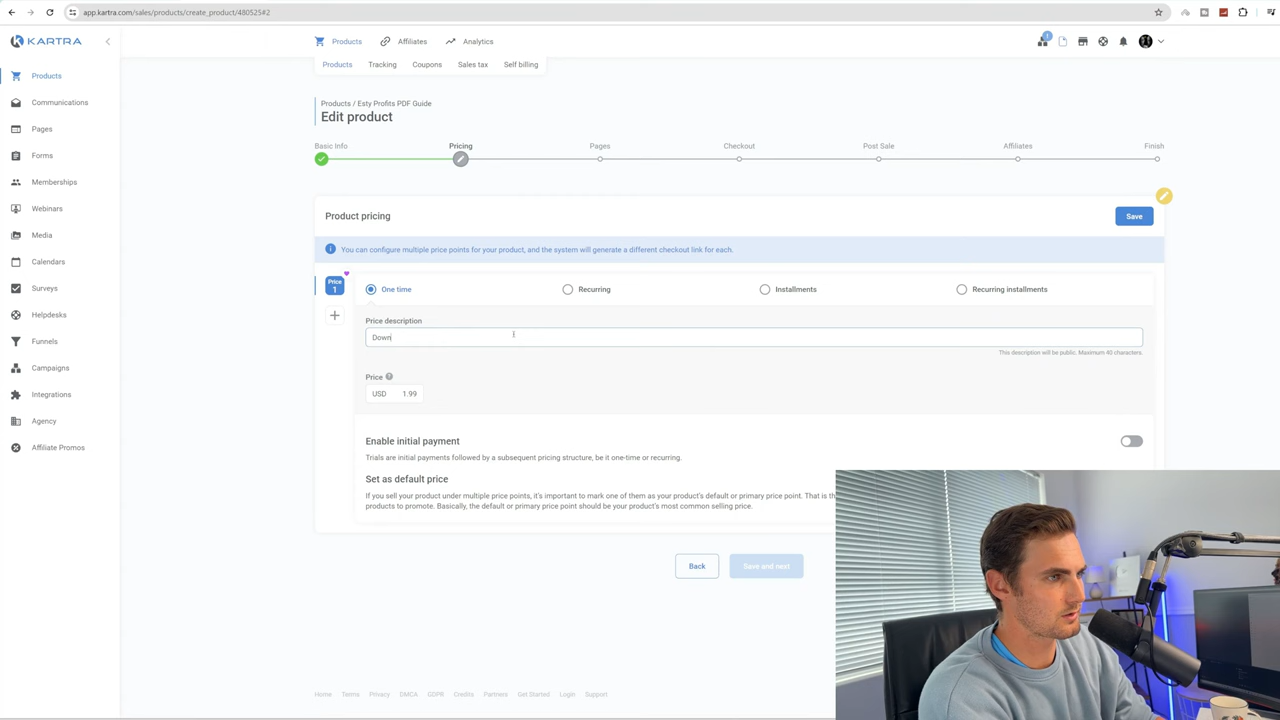 app.kartra.com/sales/products/create_product/480525#2
KARTRA
Products
Affiliates
Analytics
1
Products
Tracking
Coupons
Sales tax
Self billing
Products
Communications
Pages
Forms
Memberships
Webinars
Media
Calendars
Surveys
Helpdesks
Funnels
Campaigns
Integrations
Agency
Affiliate Promos
Products / Esty Profits PDF Guide
Edit product
Basic Info
Pricing
Pages
Checkout
Post Sale
Affiliates
Finish
Product pricing
Save
You can configure multiple price points for your product, and the system will generate a different checkout link for each.
Price
1
One time
Recurring
Installments
Recurring installments
Price description
Down
This description will be public. Maximum 40 characters.
Price
USD 1.99
Enable initial payment
Trials are initial payments followed by a subsequent pricing structure, be it one-time or recurring.
Set as default price
If you sell your product under multiple price points, it's important to mark one of them as your product's default or primary price point. That is th
products to promote. Basically, the default or primary price point should be your product's most common selling price.
Back
Save and next
Home
Terms
Privacy
DMCA
GDPR
Credits
Partners
Get Started
Login
Support